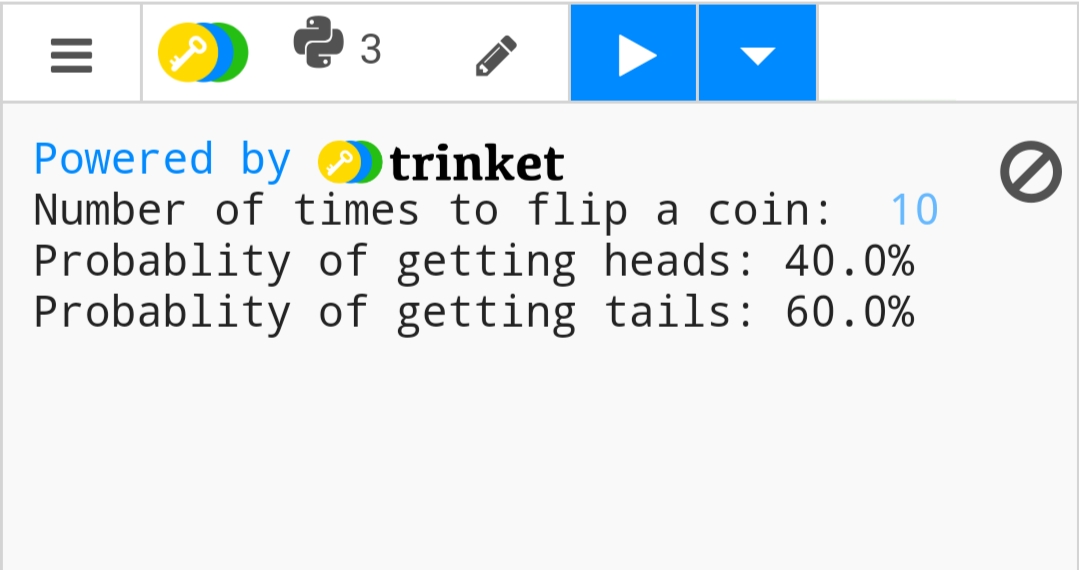 3
Powered by trinket
Number of times to flip a coin: 10
Probablity of getting heads: 40.0%
Probablity of getting tails: 60.0%